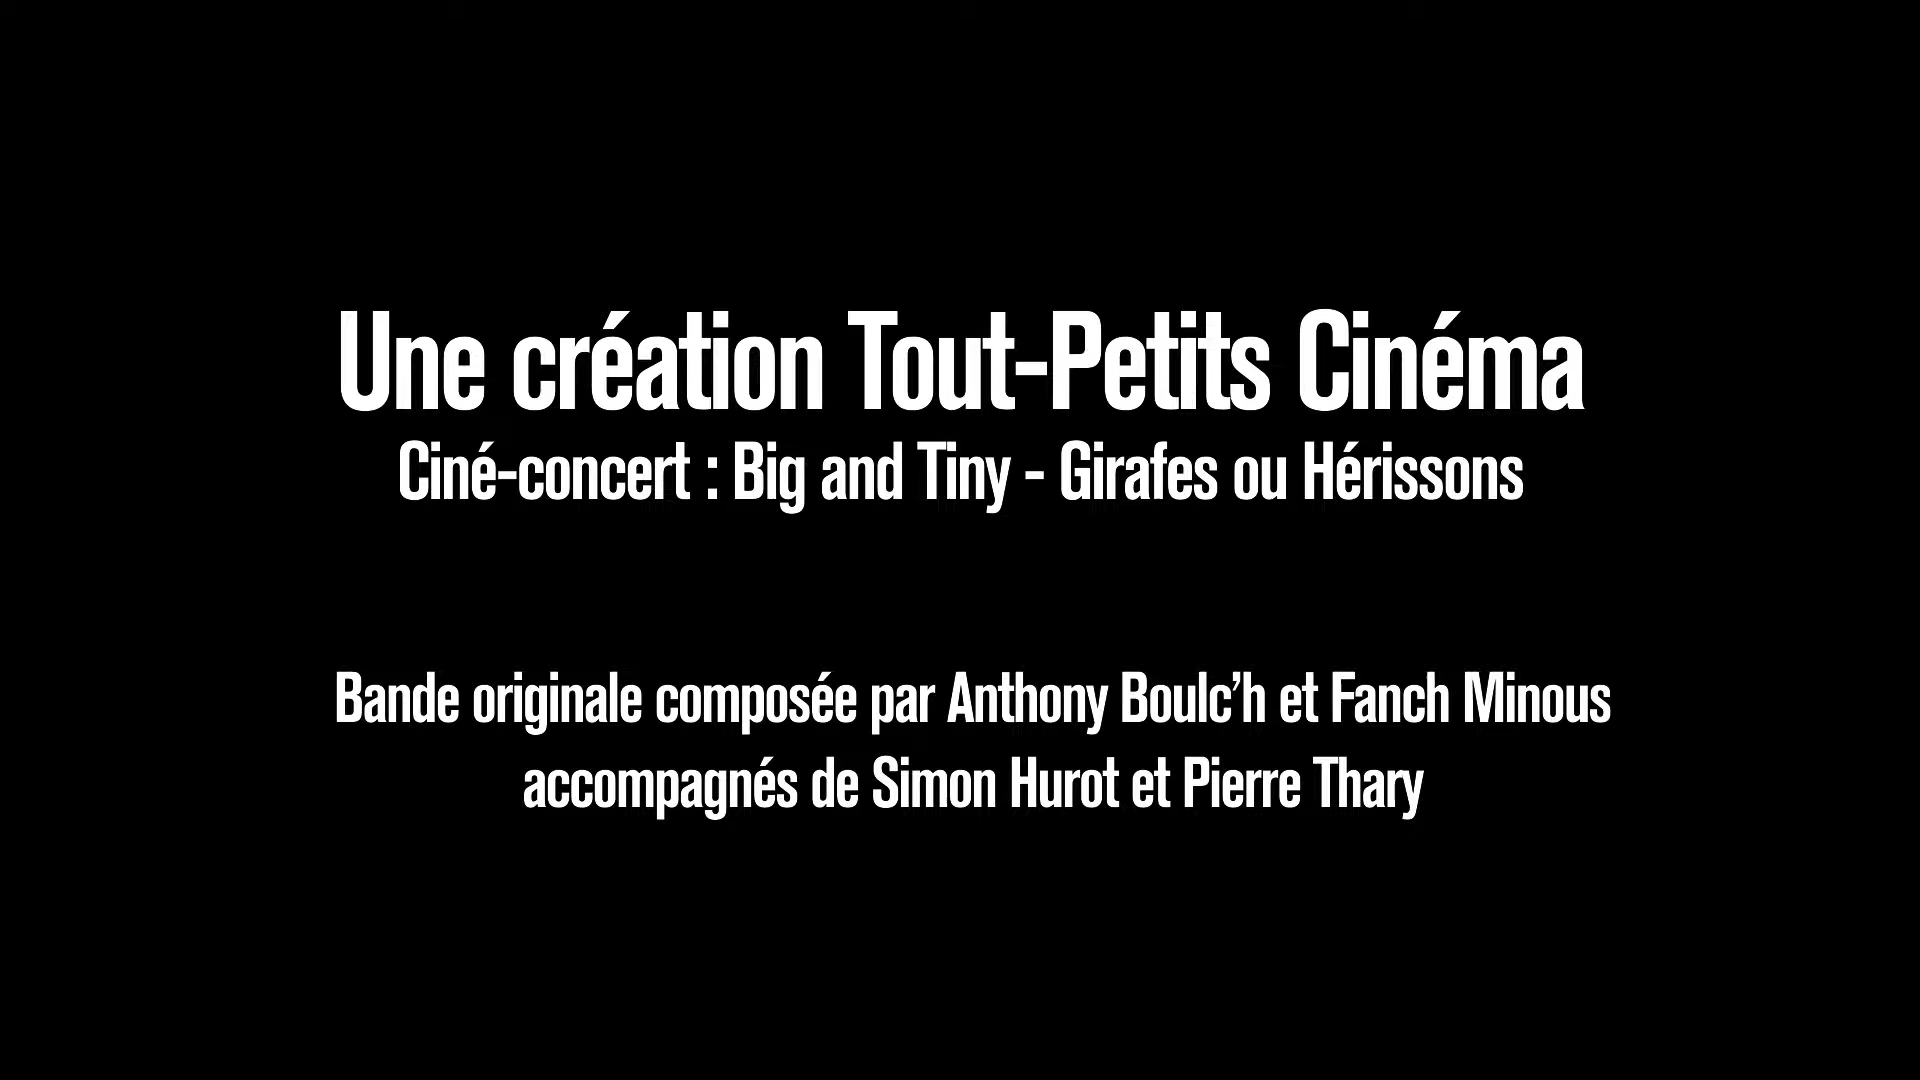 Une création Tout-Petits Cinéma
Ciné-concert : Big and Tiny - Girafes ou Hérissons
Bande originale composée par Anthony Boulc’h et Fanch Minous
accompagnés de Simon Hurot et Pierre Thary